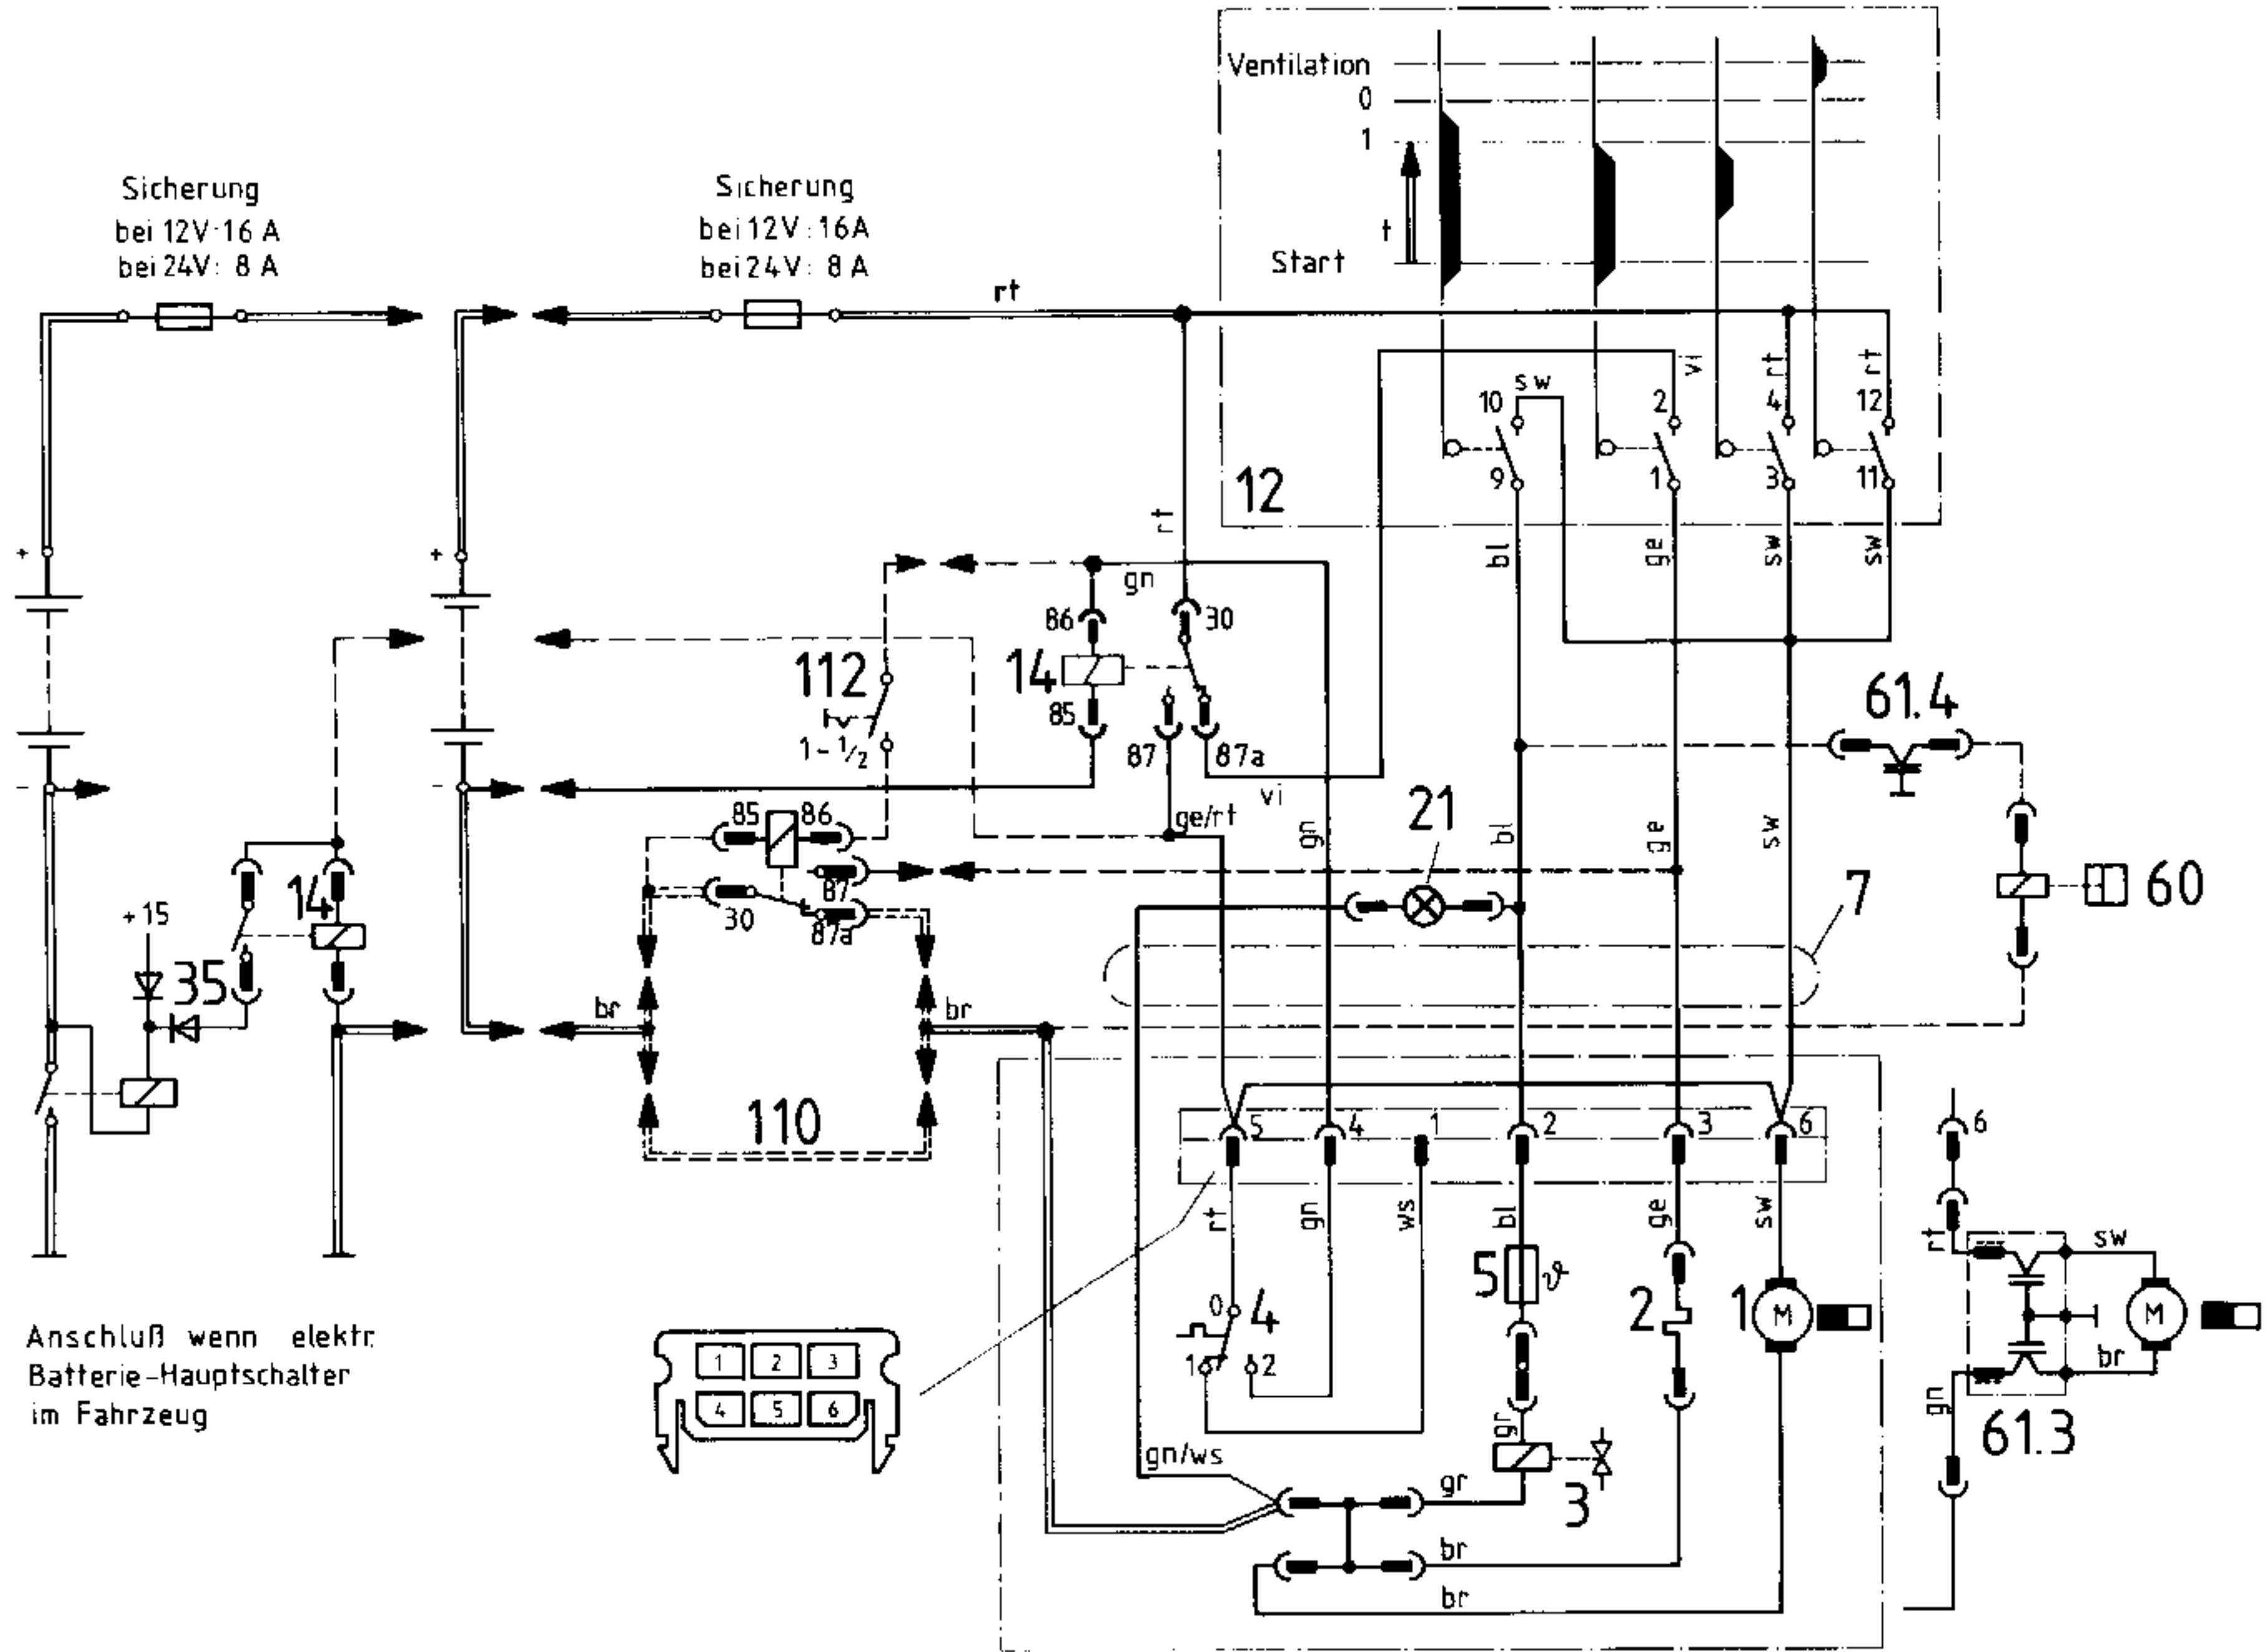 Ventilation
0
1
t
Start
Sicherung
bei 12V: 16 A
bei 24V: 8 A
Sicherung
bei 12V: 16A
bei 24V: 8 A
rt
vi
rt
rt
10
sw
2
4
12
9
1
3
11
12
rt
bl
ge
sw
sw
+
+
gn
86
30
112
14
85
1 - 1/2
87
87a
61.4
-
-
vi
ge/rt
85
86
21
gn
bl
ge
sw
87
30
87a
7
60
+15
14
35
br
br
110
5
4
1
2
3
6
6
rt
gn
ws
bl
ge
sw
rt
sw
5
ϑ
0
4
2
1
M
M
1
2
br
gn
61.3
Anschluß wenn elektr.
Batterie-Hauptschalter
im Fahrzeug
1
2
3
4
5
6
gr
gn/ws
gr
3
br
br